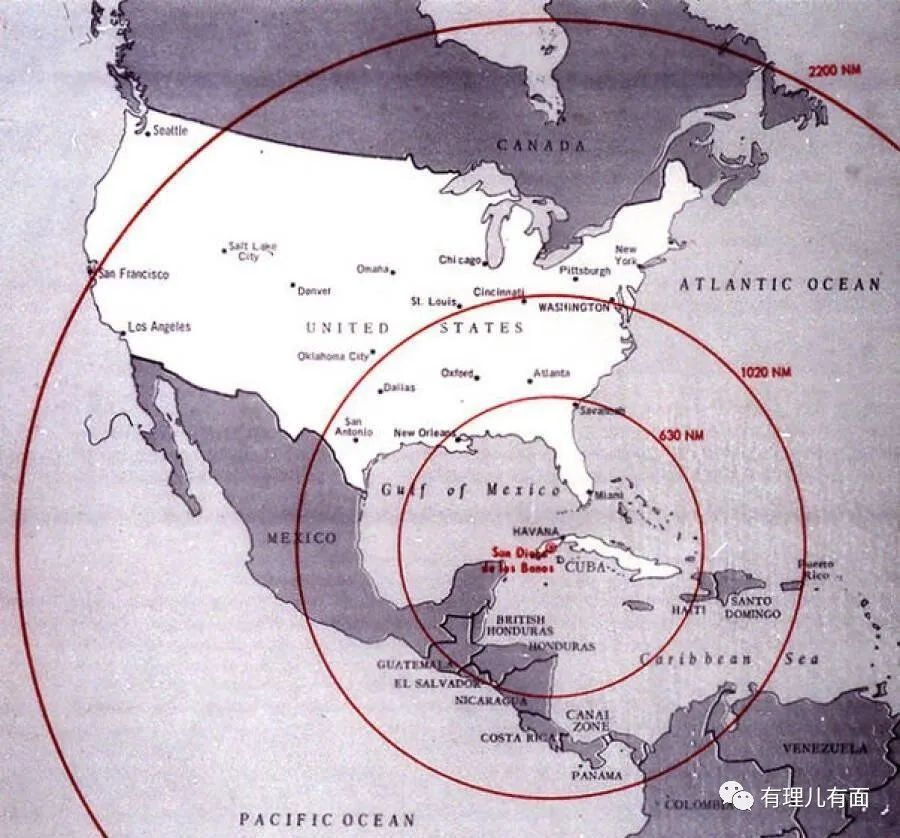 2200 NM
Seattle
CANADA
Salt Lake
City
San Francisco
Omaha
Chicago
New
York
Pittsburgh
Denver
ATLANTIC OCEAN
St. Louis
Cincinnati
WASHINGTON
Los Angeles
UNITED STATES
Oklahoma City
Oxford
Atlanta
1020 NM
Dallas
San
Antonio
New Orleans
Savannah
630 NM
Gulf of Mexico
Miami
MEXICO
HAVANA
San Diego
de los Banos
CUBA
Puerto
Rico
HAITI
SANTO
DOMINGO
BRITISH
HONDURAS
HONDURAS
GUATEMALA
EL SALVADOR
NICARAGUA
Caribbean Sea
COSTA RICA
CANAL
ZONE
PANAMA
VENEZUELA
COLOMBIA
PACIFIC OCEAN
有理儿有面